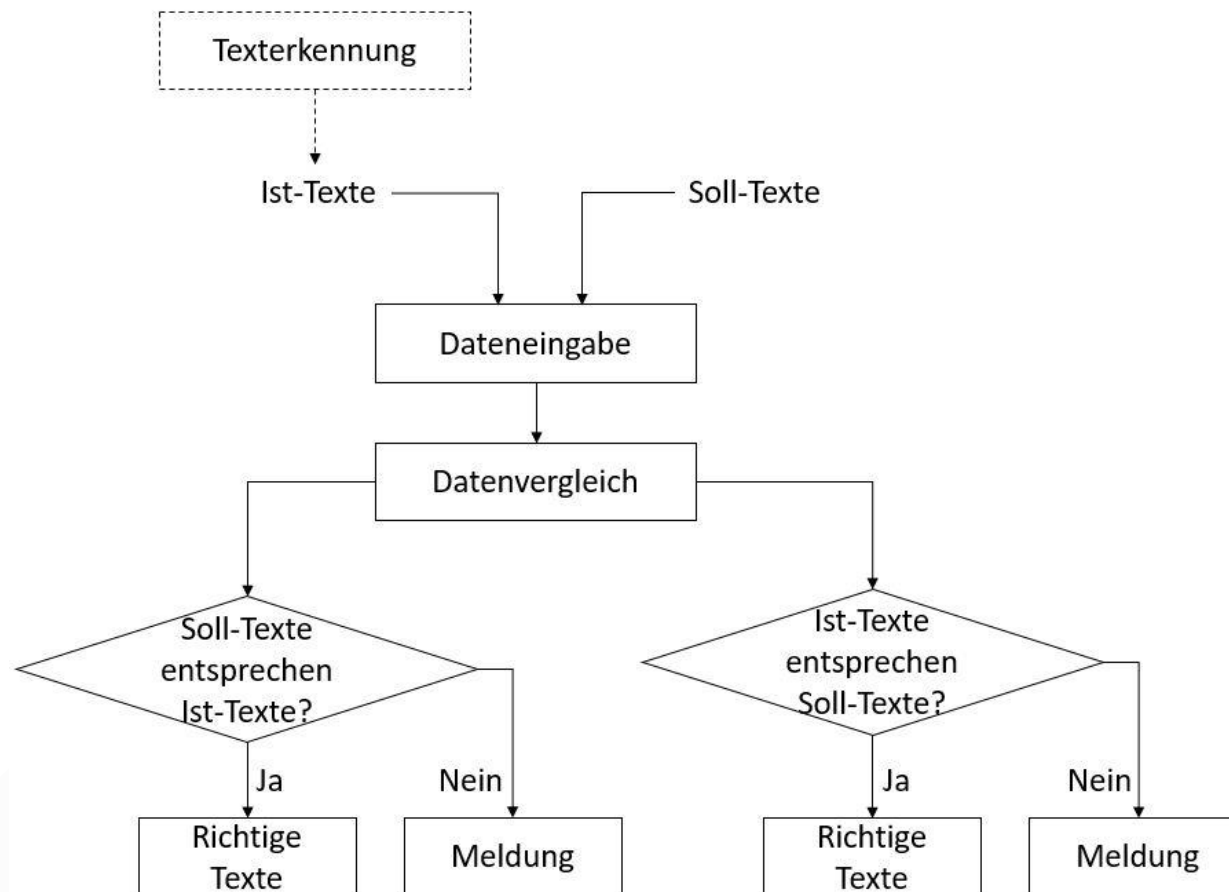 Texterkennung
Ist-Texte
Soll-Texte
Dateneingabe
Datenvergleich
Soll-Texte
entsprechen
Ist-Texte?
Ist-Texte
entsprechen
Soll-Texte?
Ja
Nein
Ja
Nein
Richtige
Texte
Meldung
Richtige
Texte
Meldung